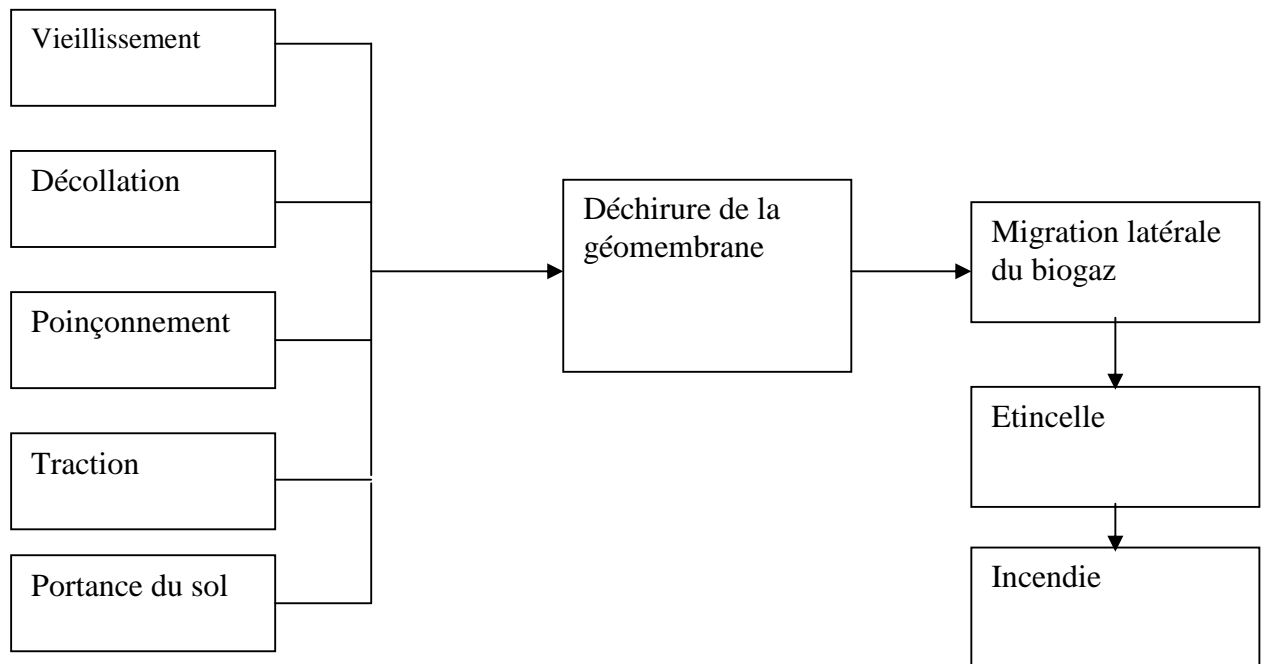 Vieillissement
Décollation
Poinçonnement
Traction
Portance du sol
Déchirure de la
géomembrane
Migration latérale
du biogaz
Etincelle
Incendie